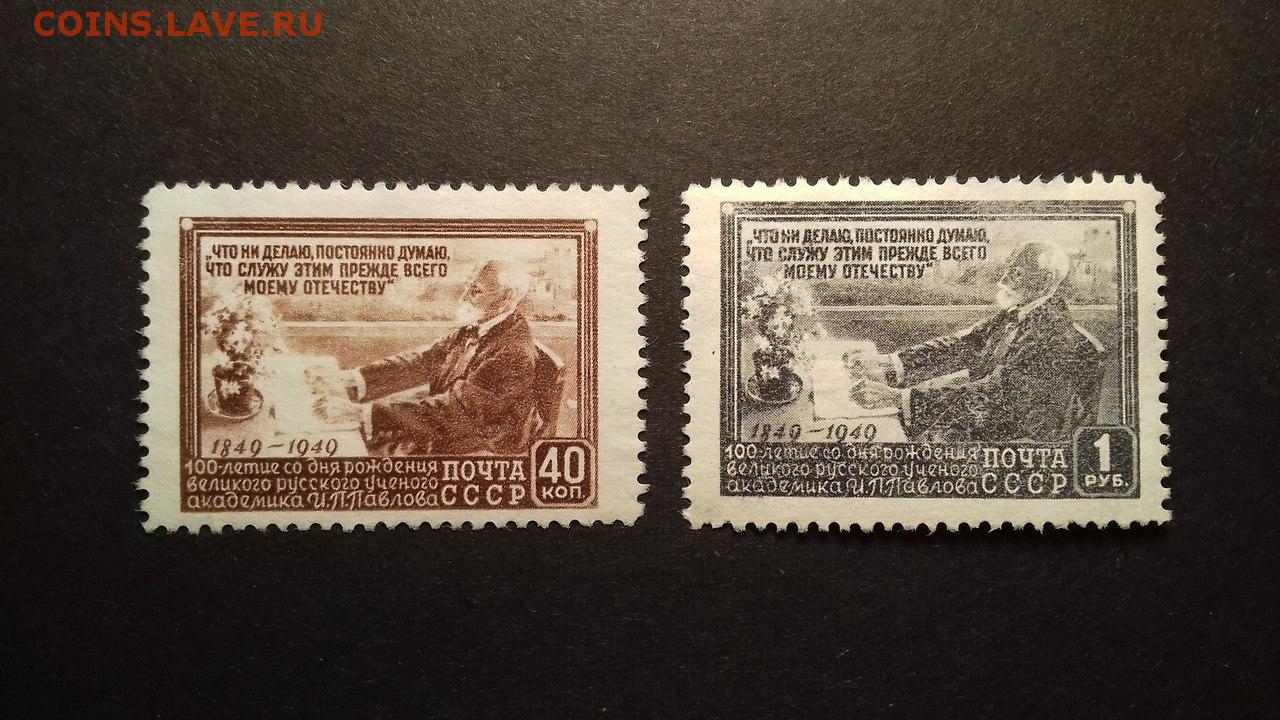 COINS.LAVE.RU
„ЧТО НИ ДЕЛАЮ, ПОСТОЯННО ДУМАЮ,
ЧТО СЛУЖУ ЭТИМ ПРЕЖДЕ ВСЕГО
МОЕМУ ОТЕЧЕСТВУ“
1849-1949
100-летие со дня рождения
великого русского ученого
академика И.П.Павлова
ПОЧТА
СССР
40
КОП.
„ЧТО НИ ДЕЛАЮ, ПОСТОЯННО ДУМАЮ,
ЧТО СЛУЖУ ЭТИМ ПРЕЖДЕ ВСЕГО
МОЕМУ ОТЕЧЕСТВУ“
1849-1949
100-летие со дня рождения
великого русского ученого
академика И.П.Павлова
ПОЧТА
СССР
1
РУБ.